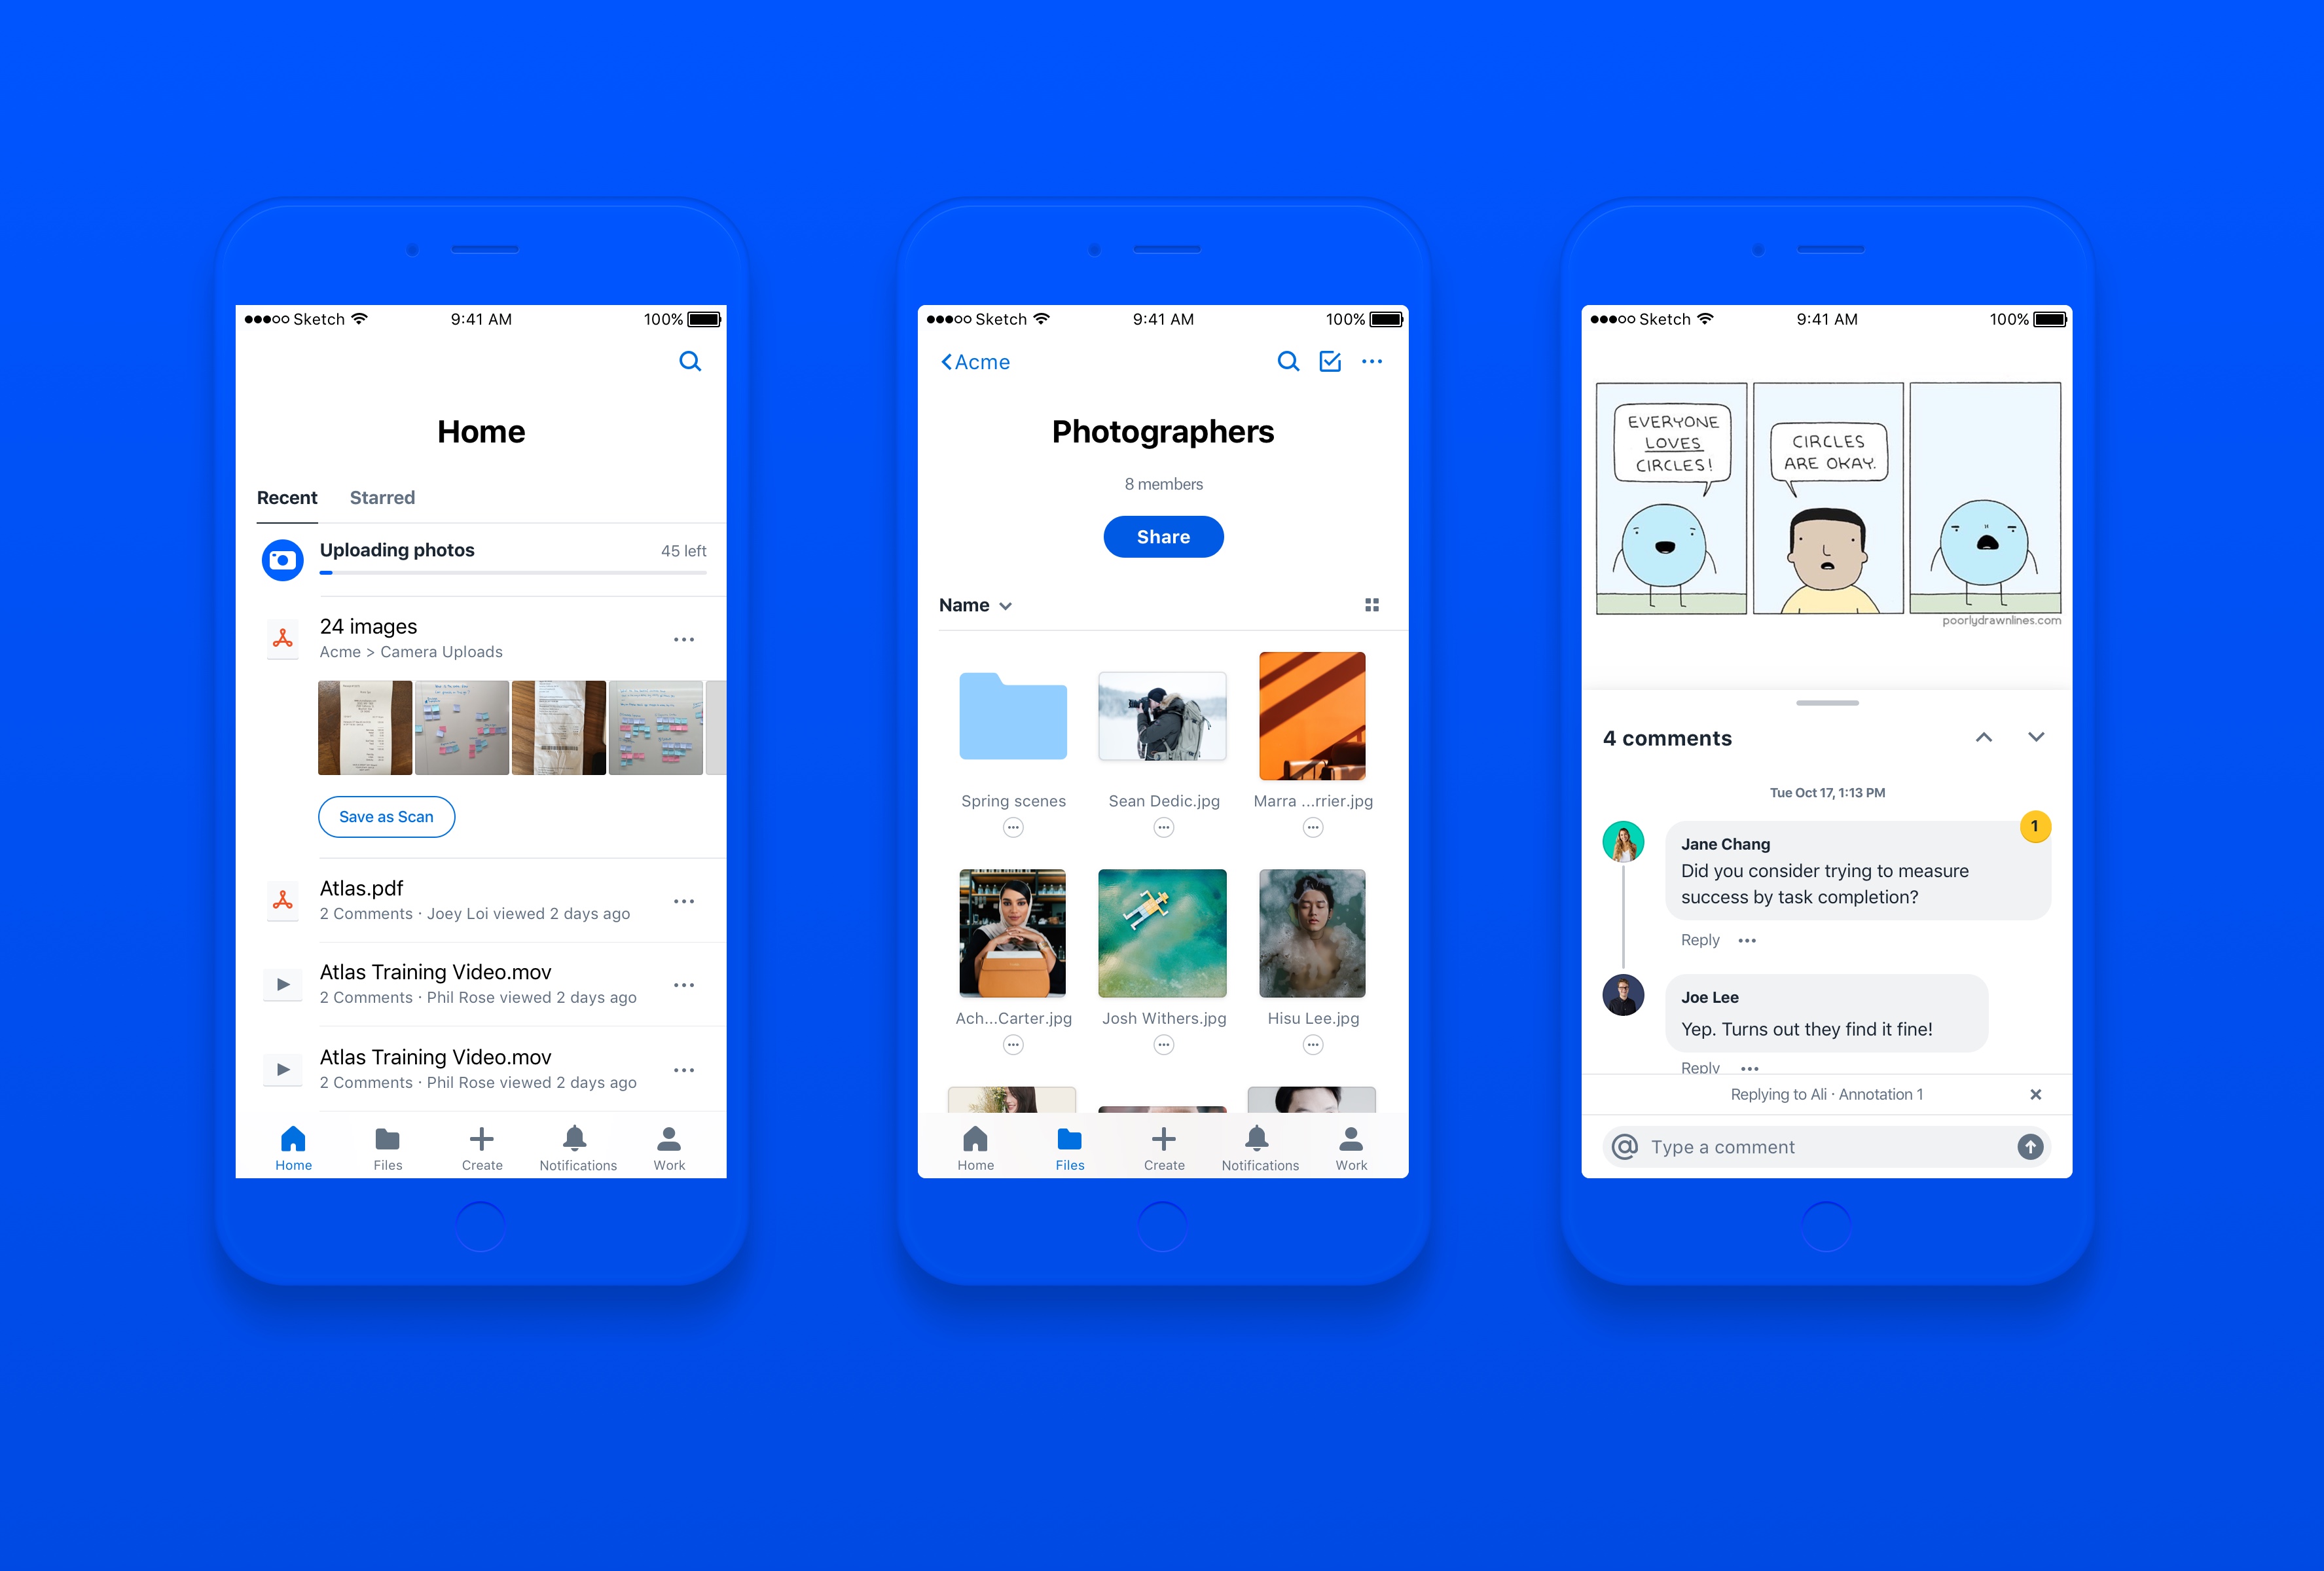 Sketch 9:41 AM 100%
Home
Recent Starred
Uploading photos 45 left
24 images
Acme > Camera Uploads
Save as Scan
Atlas.pdf
2 Comments · Joey Loi viewed 2 days ago
Atlas Training Video.mov
2 Comments · Phil Rose viewed 2 days ago
Atlas Training Video.mov
2 Comments · Phil Rose viewed 2 days ago
Home Files Create Notifications Work
Sketch 9:41 AM 100%
Acme
Photographers
8 members
Share
Name
Spring scenes Sean Dedic.jpg Marra ...rrier.jpg
Ach...Carter.jpg Josh Withers.jpg Hisu Lee.jpg
Home Files Create Notifications Work
Sketch 9:41 AM 100%
EVERYONE
LOVES
CIRCLES!
CIRCLES
ARE OKAY.
poorlydrawnlines.com
4 comments
Tue Oct 17, 1:13 PM
1
Jane Chang
Did you consider trying to measure
success by task completion?
Reply
Joe Lee
Yep. Turns out they find it fine!
Reply
Replying to Ali · Annotation 1
@ Type a comment